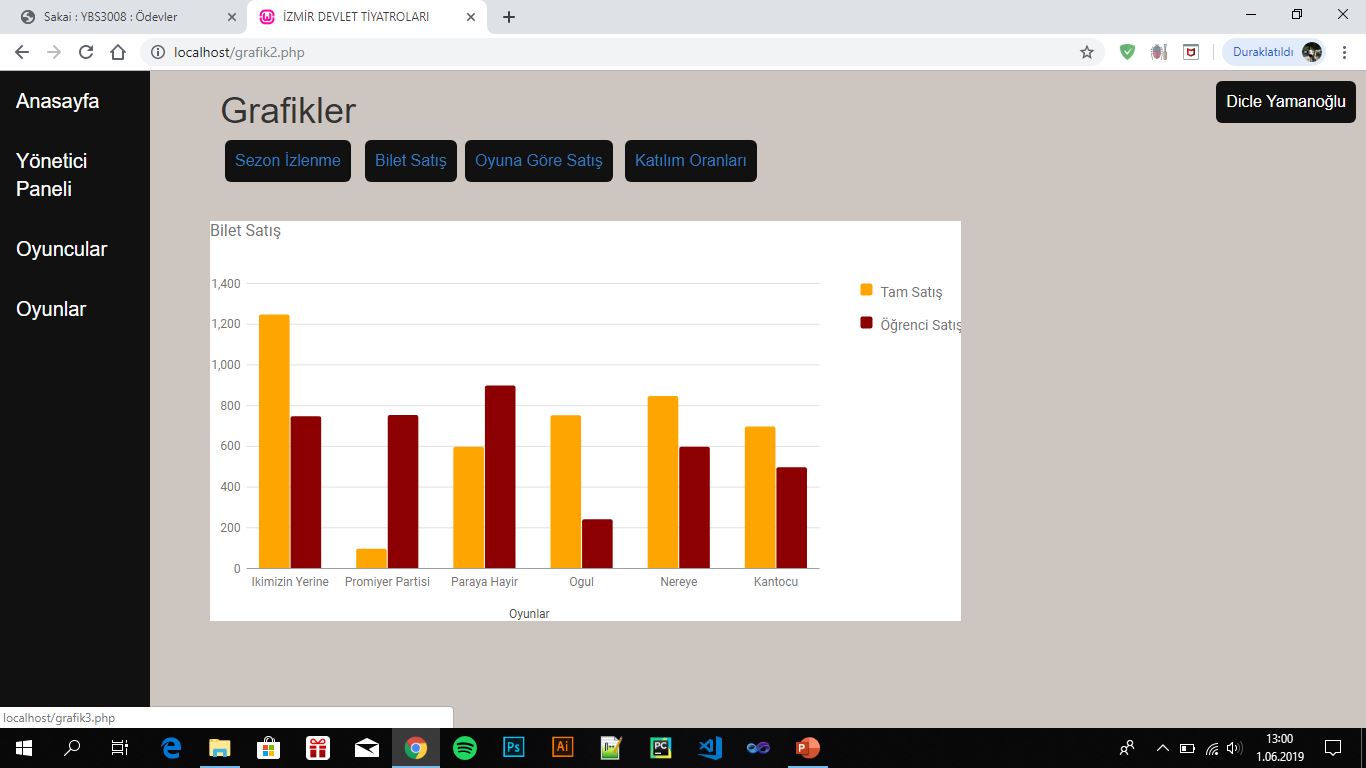 Sakai : YBS3008 : Ödevler
İZMİR DEVLET TİYATROLARI
localhost/grafik2.php
Duraklatıldı
Anasayfa
Yönetici
Paneli
Oyuncular
Oyunlar
Grafikler
Dicle Yamanoğlu
Sezon İzlenme
Bilet Satış
Oyuna Göre Satış
Katılım Oranları
Bilet Satış
1,400
1,200
1,000
800
600
400
200
0
Tam Satış
Öğrenci Satış
Ikimizin Yerine
Promiyer Partisi
Paraya Hayir
Ogul
Nereye
Kantocu
Oyunlar
localhost/grafik3.php
Ps
Ai
PC
13:00
1.06.2019